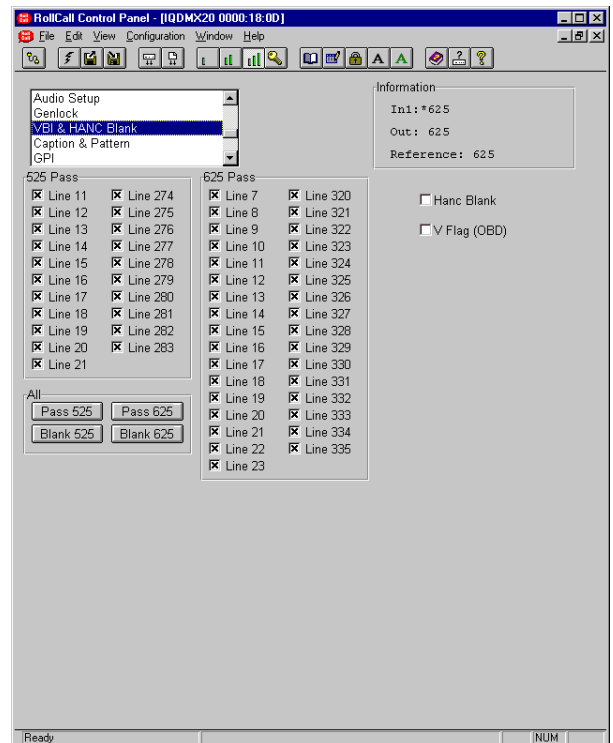 RollCall Control Panel - [IQDMX20 0000:18:0D]
File Edit View Configuration Window Help
A A
Audio Setup
Genlock
VBI & HANC Blank
Caption & Pattern
GPI
Information
In1:*625
Out: 625
Reference: 625
525 Pass
Line 11 Line 274
Line 12 Line 275
Line 13 Line 276
Line 14 Line 277
Line 15 Line 278
Line 16 Line 279
Line 17 Line 280
Line 18 Line 281
Line 19 Line 282
Line 20 Line 283
Line 21
All
Pass 525 Pass 625
Blank 525 Blank 625
625 Pass
Line 7 Line 320
Line 8 Line 321
Line 9 Line 322
Line 10 Line 323
Line 11 Line 324
Line 12 Line 325
Line 13 Line 326
Line 14 Line 327
Line 15 Line 328
Line 16 Line 329
Line 17 Line 330
Line 18 Line 331
Line 19 Line 332
Line 20 Line 333
Line 21 Line 334
Line 22 Line 335
Line 23
Hanc Blank
V Flag (OBD)
Ready
NUM